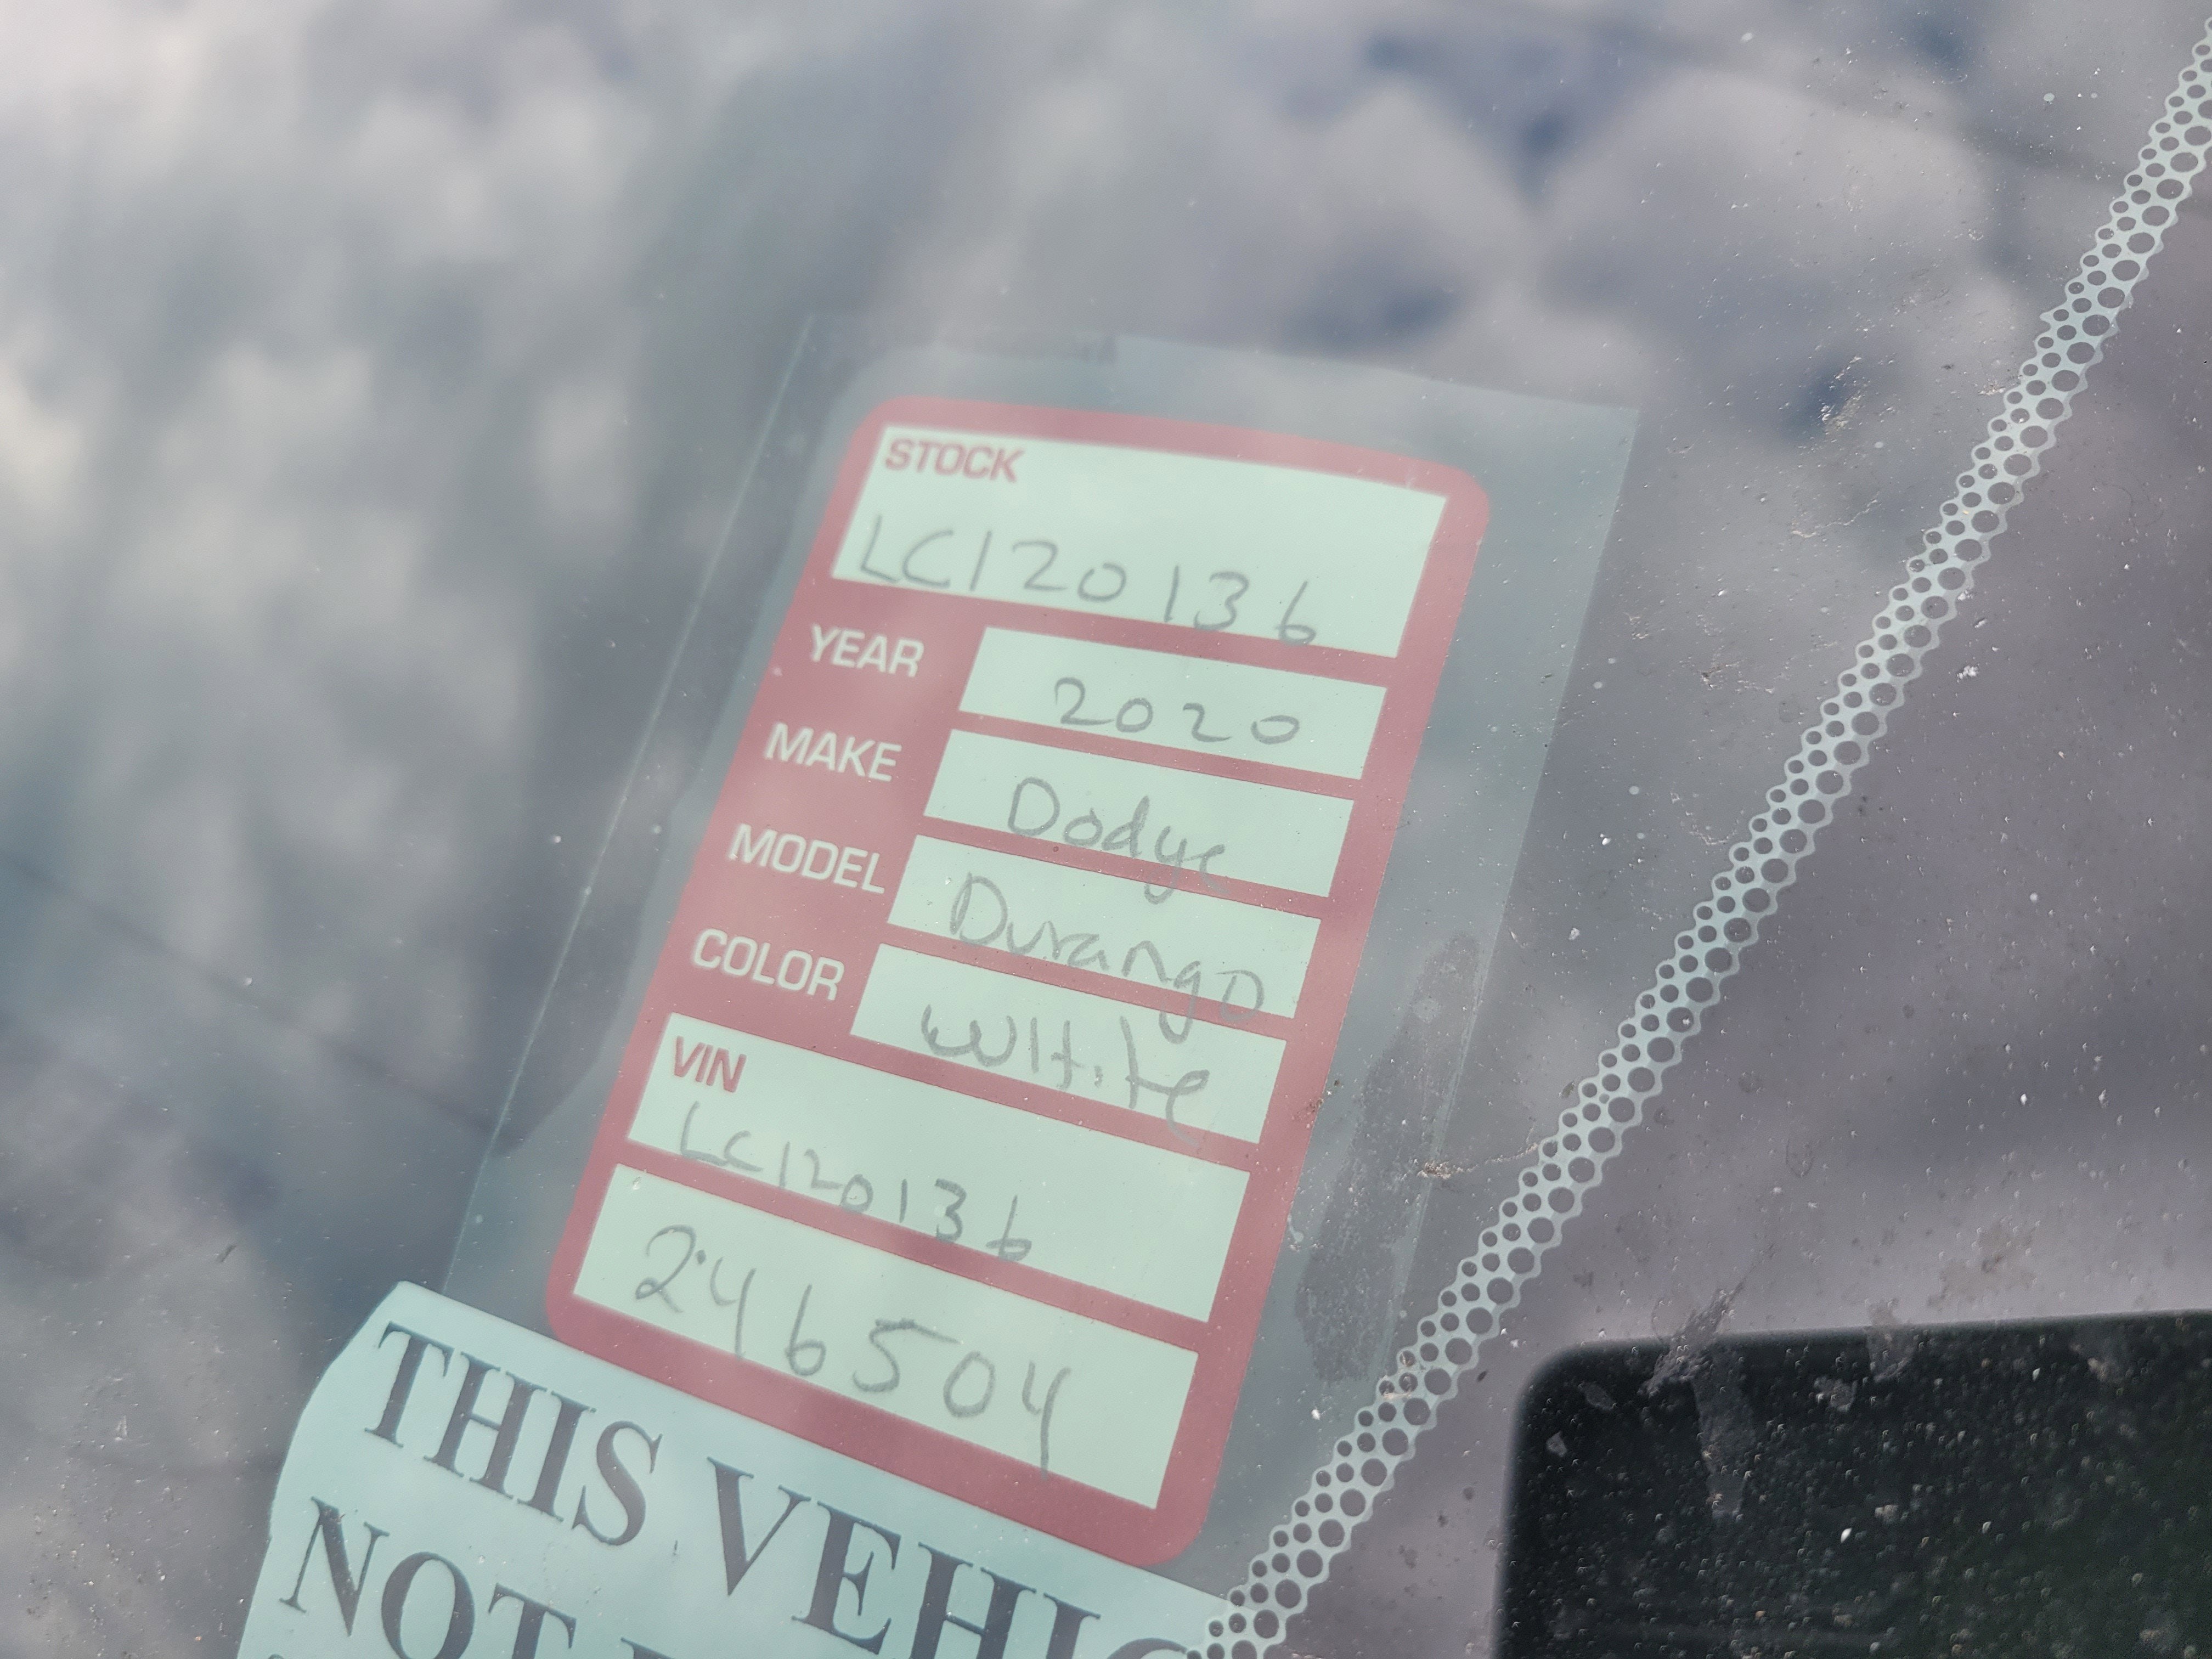 STOCK
LC120136
YEAR 2020
MAKE Dodge
MODEL Durango
COLOR WHite
VIN
LC120136
246504
THIS VEHIC
NOT